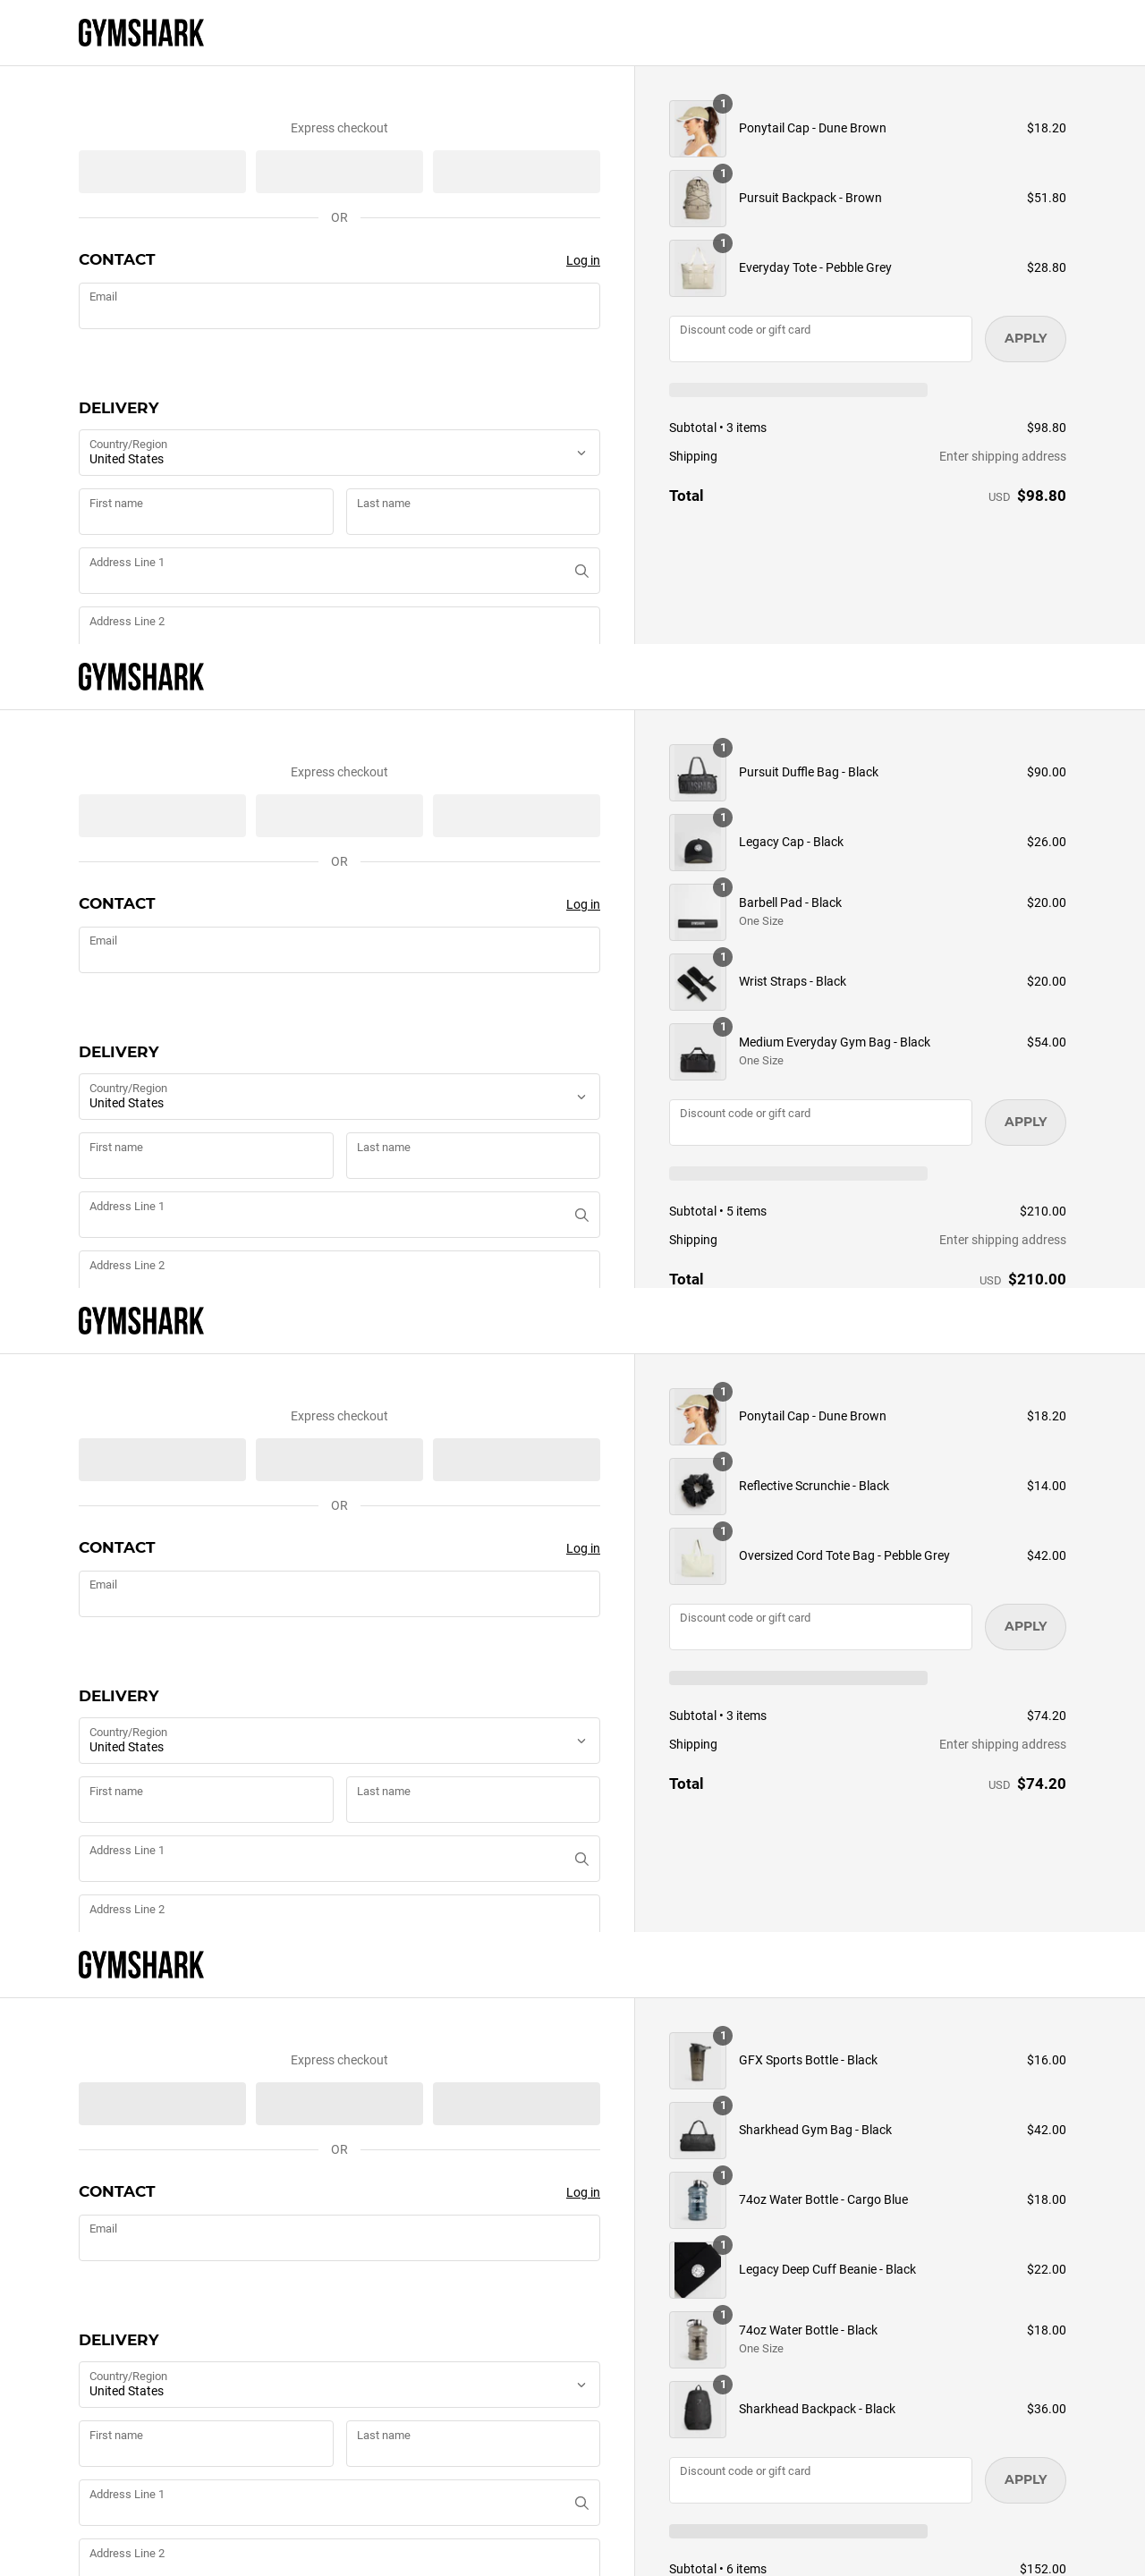 GYMSHARK
Express checkout
OR
CONTACT
Log in
Email
DELIVERY
Country/Region
United States
First name
Last name
Address Line 1
Address Line 2
1
Ponytail Cap - Dune Brown
$18.20
1
Pursuit Backpack - Brown
$51.80
1
Everyday Tote - Pebble Grey
$28.80
Discount code or gift card
APPLY
Subtotal • 3 items
$98.80
Shipping
Enter shipping address
Total
USD $98.80
GYMSHARK
Express checkout
OR
CONTACT
Log in
Email
DELIVERY
Country/Region
United States
First name
Last name
Address Line 1
Address Line 2
1
Pursuit Duffle Bag - Black
$90.00
1
Legacy Cap - Black
$26.00
1
Barbell Pad - Black
One Size
$20.00
1
Wrist Straps - Black
$20.00
1
Medium Everyday Gym Bag - Black
One Size
$54.00
Discount code or gift card
APPLY
Subtotal • 5 items
$210.00
Shipping
Enter shipping address
Total
USD $210.00
GYMSHARK
Express checkout
OR
CONTACT
Log in
Email
DELIVERY
Country/Region
United States
First name
Last name
Address Line 1
Address Line 2
1
Ponytail Cap - Dune Brown
$18.20
1
Reflective Scrunchie - Black
$14.00
1
Oversized Cord Tote Bag - Pebble Grey
$42.00
Discount code or gift card
APPLY
Subtotal • 3 items
$74.20
Shipping
Enter shipping address
Total
USD $74.20
GYMSHARK
Express checkout
OR
CONTACT
Log in
Email
DELIVERY
Country/Region
United States
First name
Last name
Address Line 1
Address Line 2
1
GFX Sports Bottle - Black
$16.00
1
Sharkhead Gym Bag - Black
$42.00
1
74oz Water Bottle - Cargo Blue
$18.00
1
Legacy Deep Cuff Beanie - Black
$22.00
1
74oz Water Bottle - Black
One Size
$18.00
1
Sharkhead Backpack - Black
$36.00
Discount code or gift card
APPLY
Subtotal • 6 items
$152.00